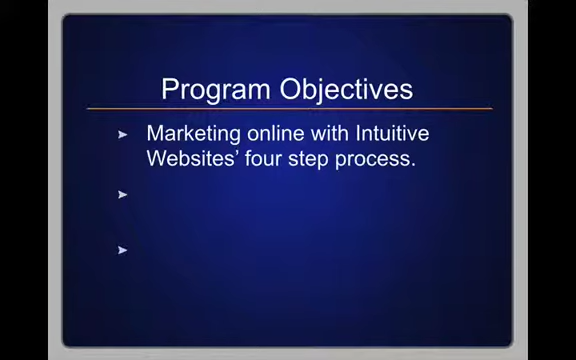 Program Objectives
Marketing online with Intuitive
Websites’ four step process.